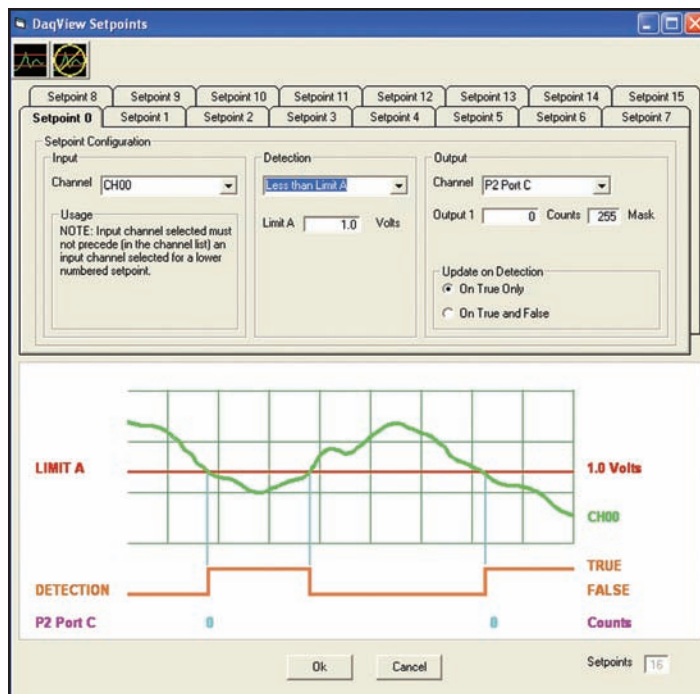 DaqView Setpoints
Setpoint 8 Setpoint 9 Setpoint 10 Setpoint 11 Setpoint 12 Setpoint 13 Setpoint 14 Setpoint 15
Setpoint 0 Setpoint 1 Setpoint 2 Setpoint 3 Setpoint 4 Setpoint 5 Setpoint 6 Setpoint 7
Setpoint Configuration
Input
Channel CH00
Usage
NOTE: Input channel selected must
not precede (in the channel list) an
input channel selected for a lower
numbered setpoint.
Detection
Less than Limit A
Limit A 1.0 Volts
Output
Channel P2 Port C
Output 1 0 Counts 255 Mask
Update on Detection
On True Only
On True and False
LIMIT A 1.0 Volts
CH00
TRUE
DETECTION FALSE
P2 Port C 0 0 Counts
Ok Cancel Setpoints 16